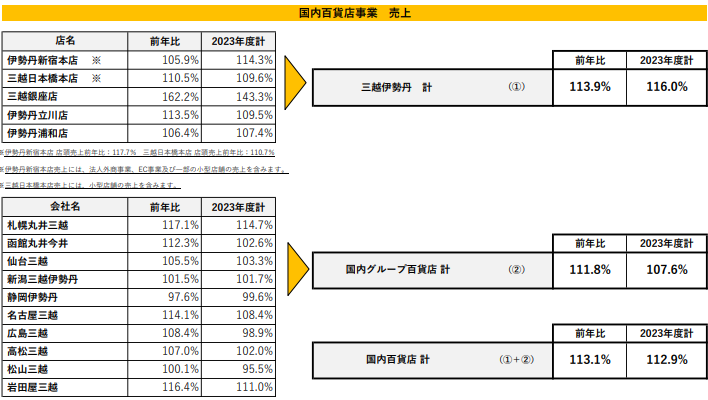 国内百貨店事業　売上
店名 前年比 2023年度計
伊勢丹新宿本店　※ 105.9% 114.3%
三越日本橋本店　※ 110.5% 109.6%
三越銀座店 162.2% 143.3%
伊勢丹立川店 113.5% 109.5%
伊勢丹浦和店 106.4% 107.4%
前年比 2023年度計
三越伊勢丹　計 （①） 113.9% 116.0%
※伊勢丹新宿本店 店頭売上前年比：117.7%　三越日本橋本店 店頭売上前年比：110.7%
※伊勢丹新宿本店売上には、法人外商事業、EC事業及び一部の小型店舗の売上を含みます。
※三越日本橋本店売上には、小型店舗の売上を含みます。
会社名 前年比 2023年度計
札幌丸井三越 117.1% 114.7%
函館丸井今井 112.3% 102.6%
仙台三越 105.5% 103.3%
新潟三越伊勢丹 101.5% 101.7%
静岡伊勢丹 97.6% 99.6%
名古屋三越 114.1% 108.4%
広島三越 108.4% 98.9%
高松三越 107.0% 102.0%
松山三越 100.1% 95.5%
岩田屋三越 116.4% 111.0%
前年比 2023年度計
国内グループ百貨店 計 （②） 111.8% 107.6%
前年比 2023年度計
国内百貨店 計 （①+②） 113.1% 112.9%